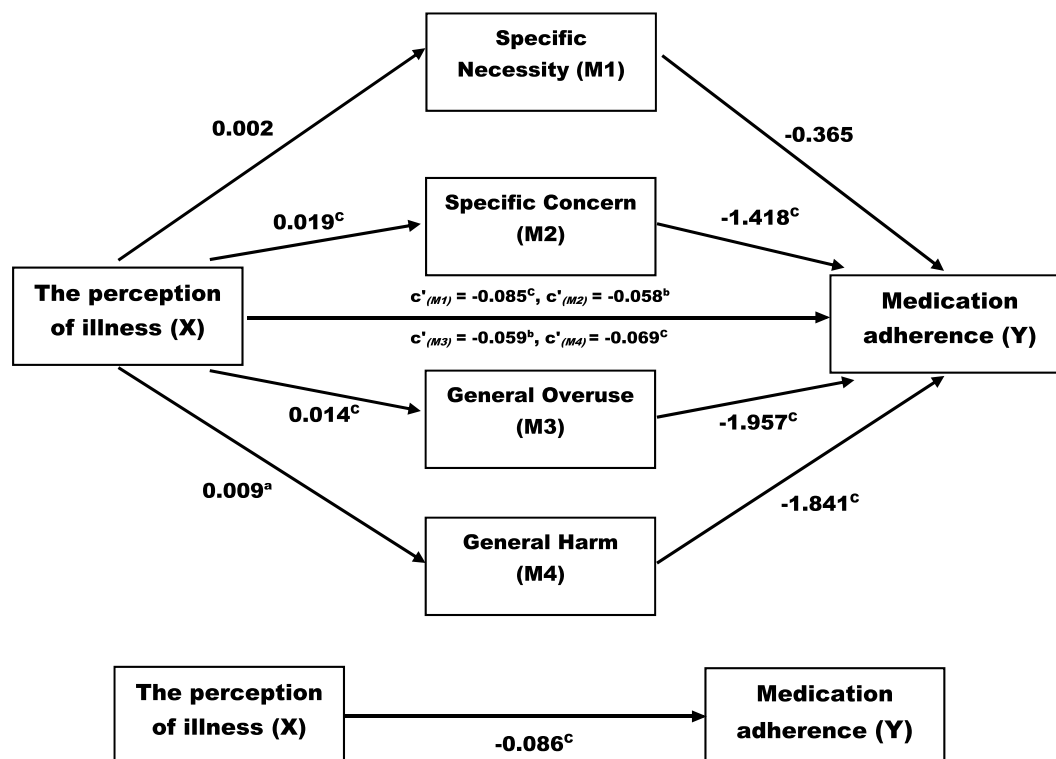 Specific
Necessity (M1)
0.002
-0.365
Specific Concern
(M2)
0.019ᶜ
-1.418ᶜ
The perception
of illness (X)
c'(M1) = -0.085ᶜ, c'(M2) = -0.058ᵇ
c'(M3) = -0.059ᵇ, c'(M4) = -0.069ᶜ
Medication
adherence (Y)
General Overuse
(M3)
0.014ᶜ
-1.957ᶜ
0.009ᵃ
-1.841ᶜ
General Harm
(M4)
The perception
of illness (X)
-0.086ᶜ
Medication
adherence (Y)